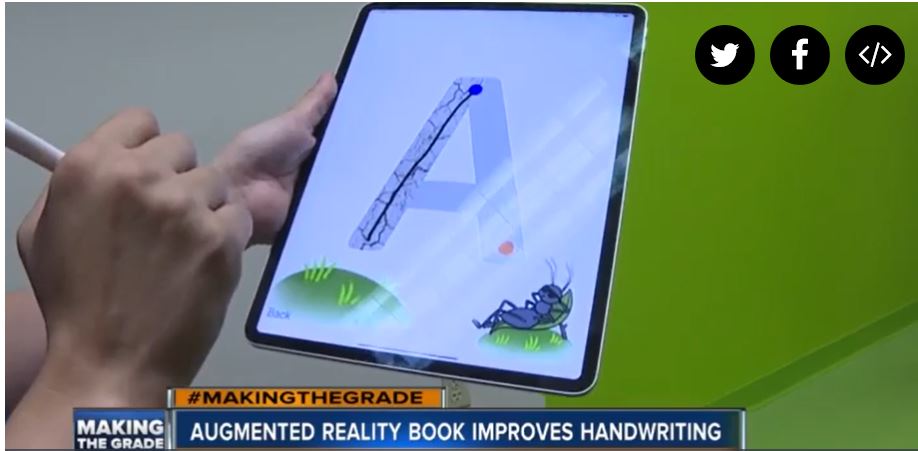 </>
A
Back
#MAKINGTHEGRADE
MAKING
THE GRADE
AUGMENTED REALITY BOOK IMPROVES HANDWRITING